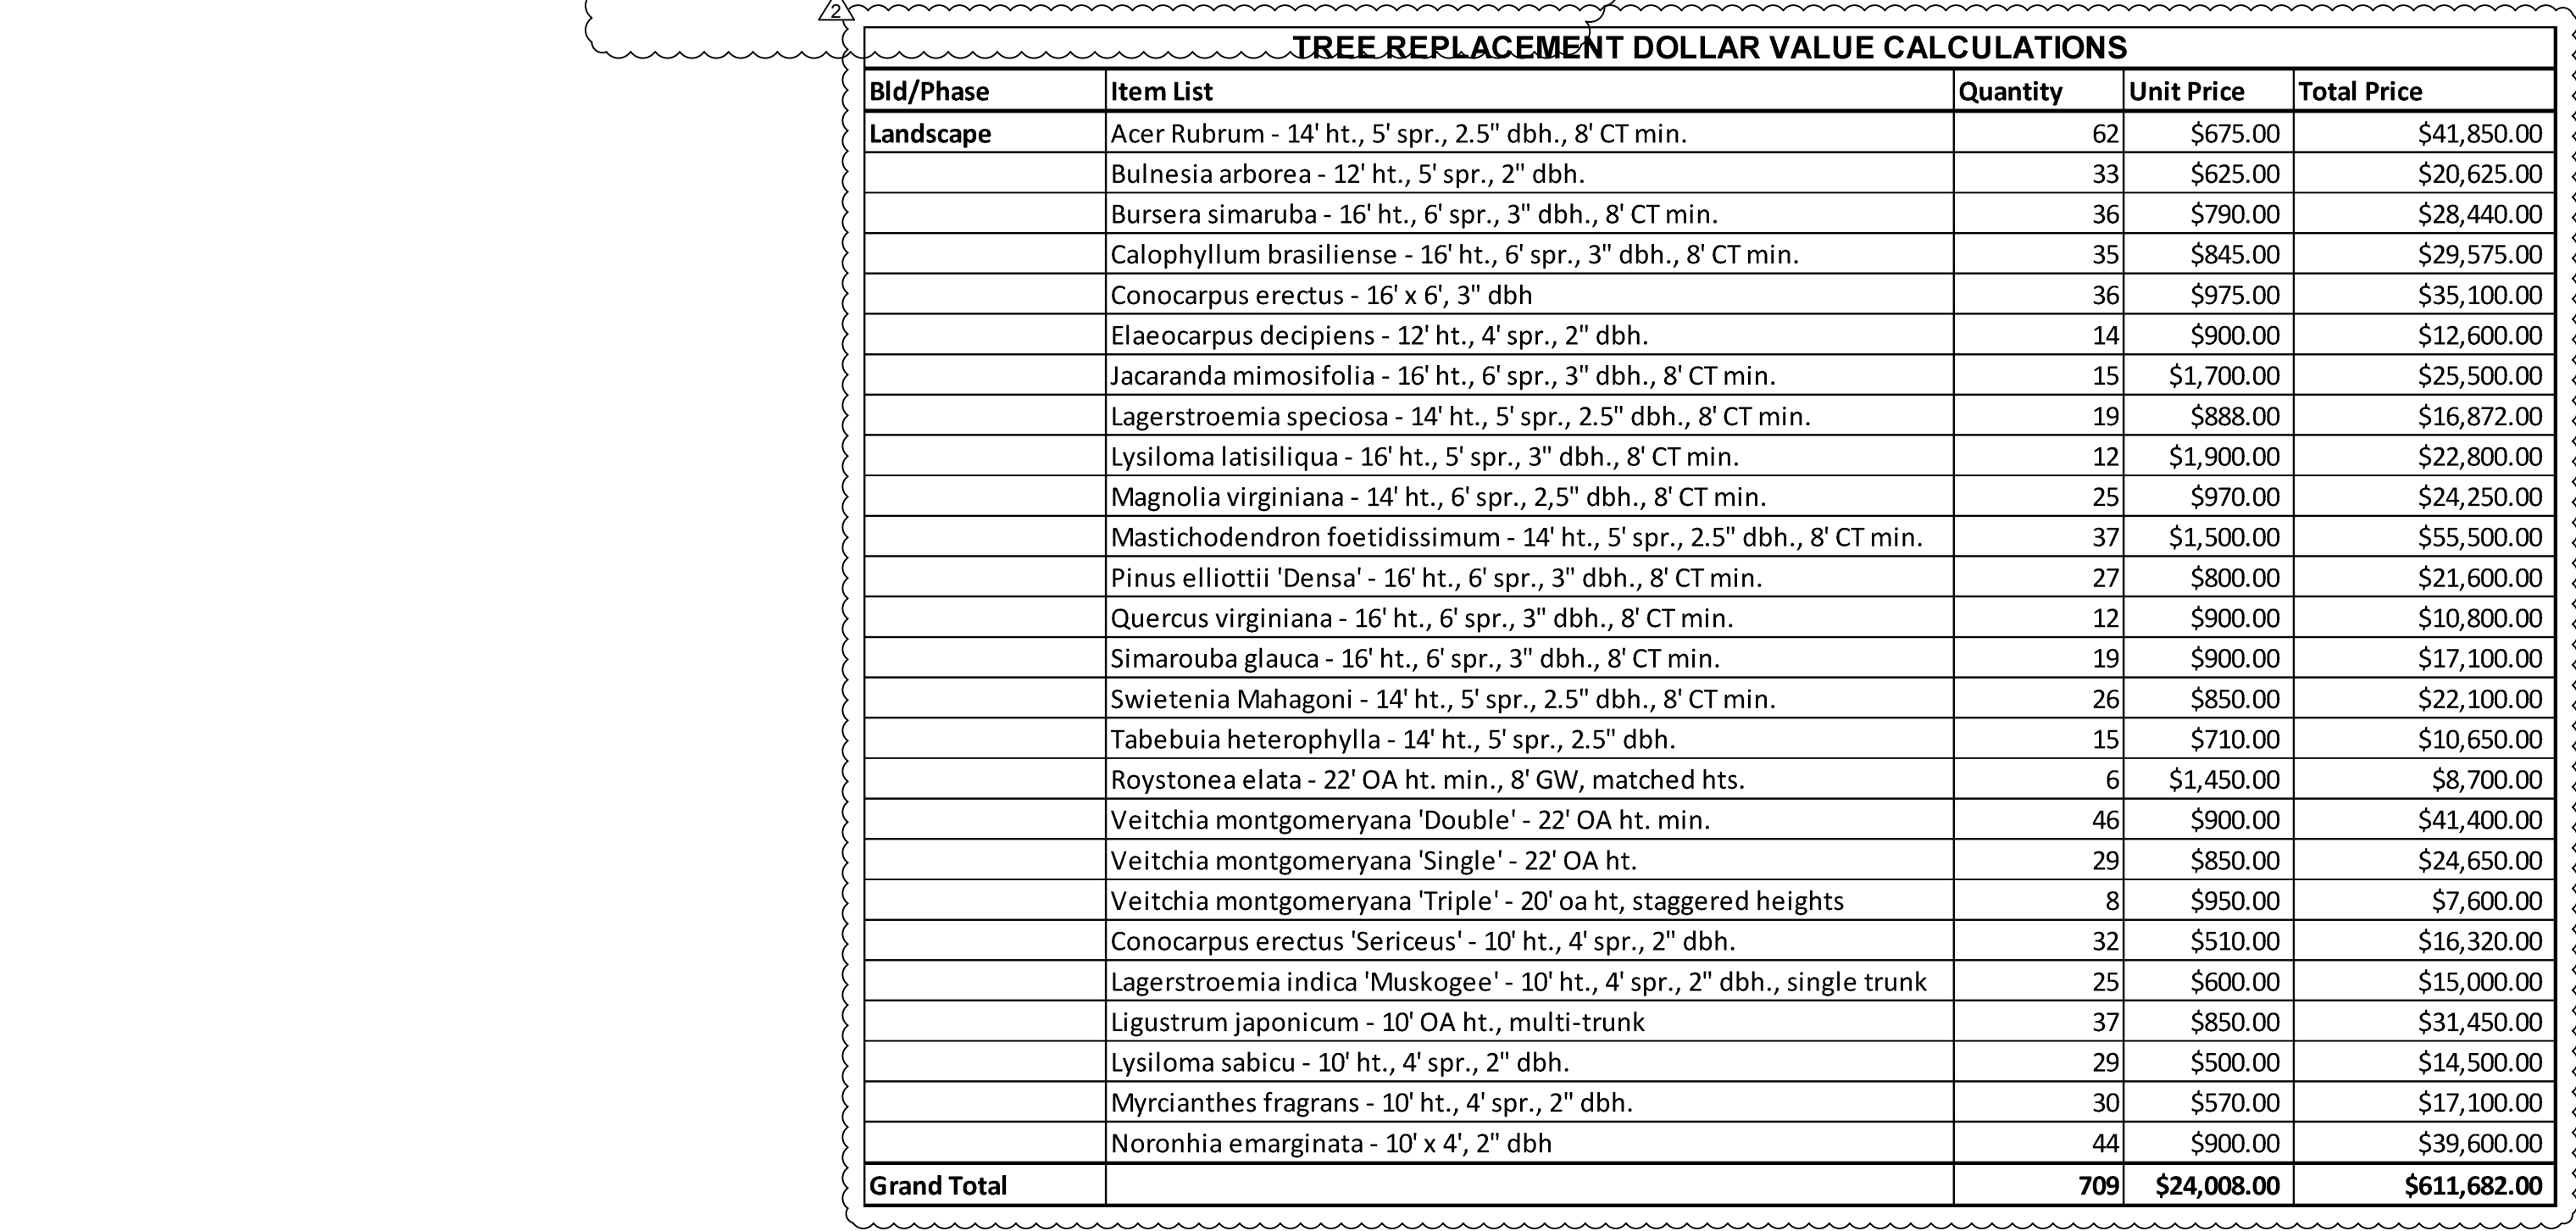 2
TREE REPLACEMENT DOLLAR VALUE CALCULATIONS
Bld/Phase Item List Quantity Unit Price Total Price
Landscape Acer Rubrum - 14' ht., 5' spr., 2.5" dbh., 8' CT min. 62 $675.00 $41,850.00
Bulnesia arborea - 12' ht., 5' spr., 2" dbh. 33 $625.00 $20,625.00
Bursera simaruba - 16' ht., 6' spr., 3" dbh., 8' CT min. 36 $790.00 $28,440.00
Calophyllum brasiliense - 16' ht., 6' spr., 3" dbh., 8' CT min. 35 $845.00 $29,575.00
Conocarpus erectus - 16' x 6', 3" dbh 36 $975.00 $35,100.00
Elaeocarpus decipiens - 12' ht., 4' spr., 2" dbh. 14 $900.00 $12,600.00
Jacaranda mimosifolia - 16' ht., 6' spr., 3" dbh., 8' CT min. 15 $1,700.00 $25,500.00
Lagerstroemia speciosa - 14' ht., 5' spr., 2.5" dbh., 8' CT min. 19 $888.00 $16,872.00
Lysiloma latisiliqua - 16' ht., 5' spr., 3" dbh., 8' CT min. 12 $1,900.00 $22,800.00
Magnolia virginiana - 14' ht., 6' spr., 2,5" dbh., 8' CT min. 25 $970.00 $24,250.00
Mastichodendron foetidissimum - 14' ht., 5' spr., 2.5" dbh., 8' CT min. 37 $1,500.00 $55,500.00
Pinus elliottii 'Densa' - 16' ht., 6' spr., 3" dbh., 8' CT min. 27 $800.00 $21,600.00
Quercus virginiana - 16' ht., 6' spr., 3" dbh., 8' CT min. 12 $900.00 $10,800.00
Simarouba glauca - 16' ht., 6' spr., 3" dbh., 8' CT min. 19 $900.00 $17,100.00
Swietenia Mahagoni - 14' ht., 5' spr., 2.5" dbh., 8' CT min. 26 $850.00 $22,100.00
Tabebuia heterophylla - 14' ht., 5' spr., 2.5" dbh. 15 $710.00 $10,650.00
Roystonea elata - 22' OA ht. min., 8' GW, matched hts. 6 $1,450.00 $8,700.00
Veitchia montgomeryana 'Double' - 22' OA ht. min. 46 $900.00 $41,400.00
Veitchia montgomeryana 'Single' - 22' OA ht. 29 $850.00 $24,650.00
Veitchia montgomeryana 'Triple' - 20' oa ht, staggered heights 8 $950.00 $7,600.00
Conocarpus erectus 'Sericeus' - 10' ht., 4' spr., 2" dbh. 32 $510.00 $16,320.00
Lagerstroemia indica 'Muskogee' - 10' ht., 4' spr., 2" dbh., single trunk 25 $600.00 $15,000.00
Ligustrum japonicum - 10' OA ht., multi-trunk 37 $850.00 $31,450.00
Lysiloma sabicu - 10' ht., 4' spr., 2" dbh. 29 $500.00 $14,500.00
Myrcianthes fragrans - 10' ht., 4' spr., 2" dbh. 30 $570.00 $17,100.00
Noronhia emarginata - 10' x 4', 2" dbh 44 $900.00 $39,600.00
Grand Total 709 $24,008.00 $611,682.00